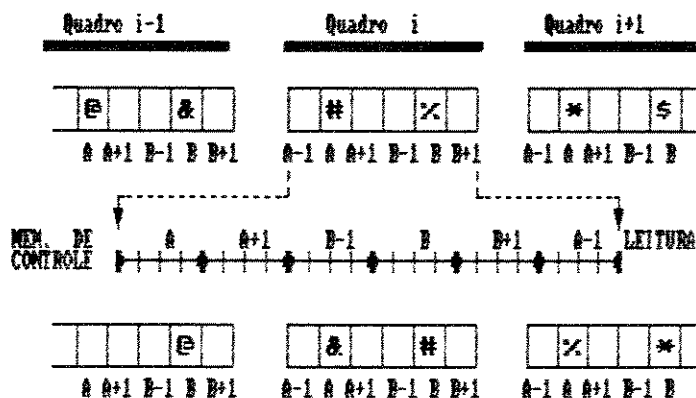 Quadro i-1 Quadro i Quadro i+1
@ & # % * $
A A+1 B-1 B B+1 A-1 A A+1 B-1 B B+1 A-1 A A+1 B-1 B
MEM. DE CONTROLE A A+1 B-1 B B+1 A-1 LEITURA
@ & # % *
A A+1 B-1 B B+1 A-1 A A+1 B-1 B B+1 A-1 A A+1 B-1 B